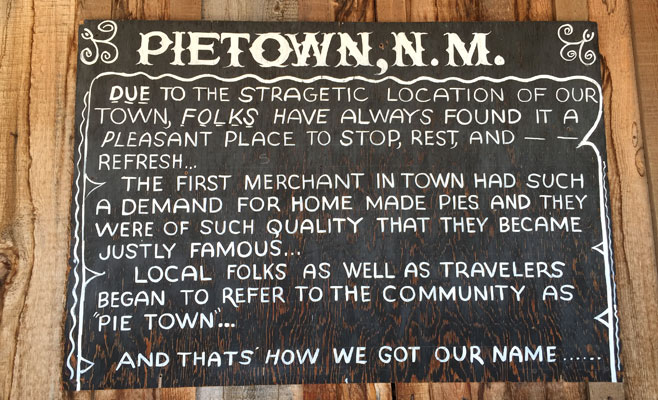 PIETOWN, N.M.
DUE TO THE STRAGETIC LOCATION OF OUR
TOWN, FOLKS HAVE ALWAYS FOUND IT A
PLEASANT PLACE TO STOP, REST, AND — —
REFRESH...
THE FIRST MERCHANT IN TOWN HAD SUCH
A DEMAND FOR HOME MADE PIES AND THEY
WERE OF SUCH QUALITY THAT THEY BECAME
JUSTLY FAMOUS...
LOCAL FOLKS AS WELL AS TRAVELERS
BEGAN TO REFER TO THE COMMUNITY AS
"PIE TOWN"...
AND THATS' HOW WE GOT OUR NAME ......